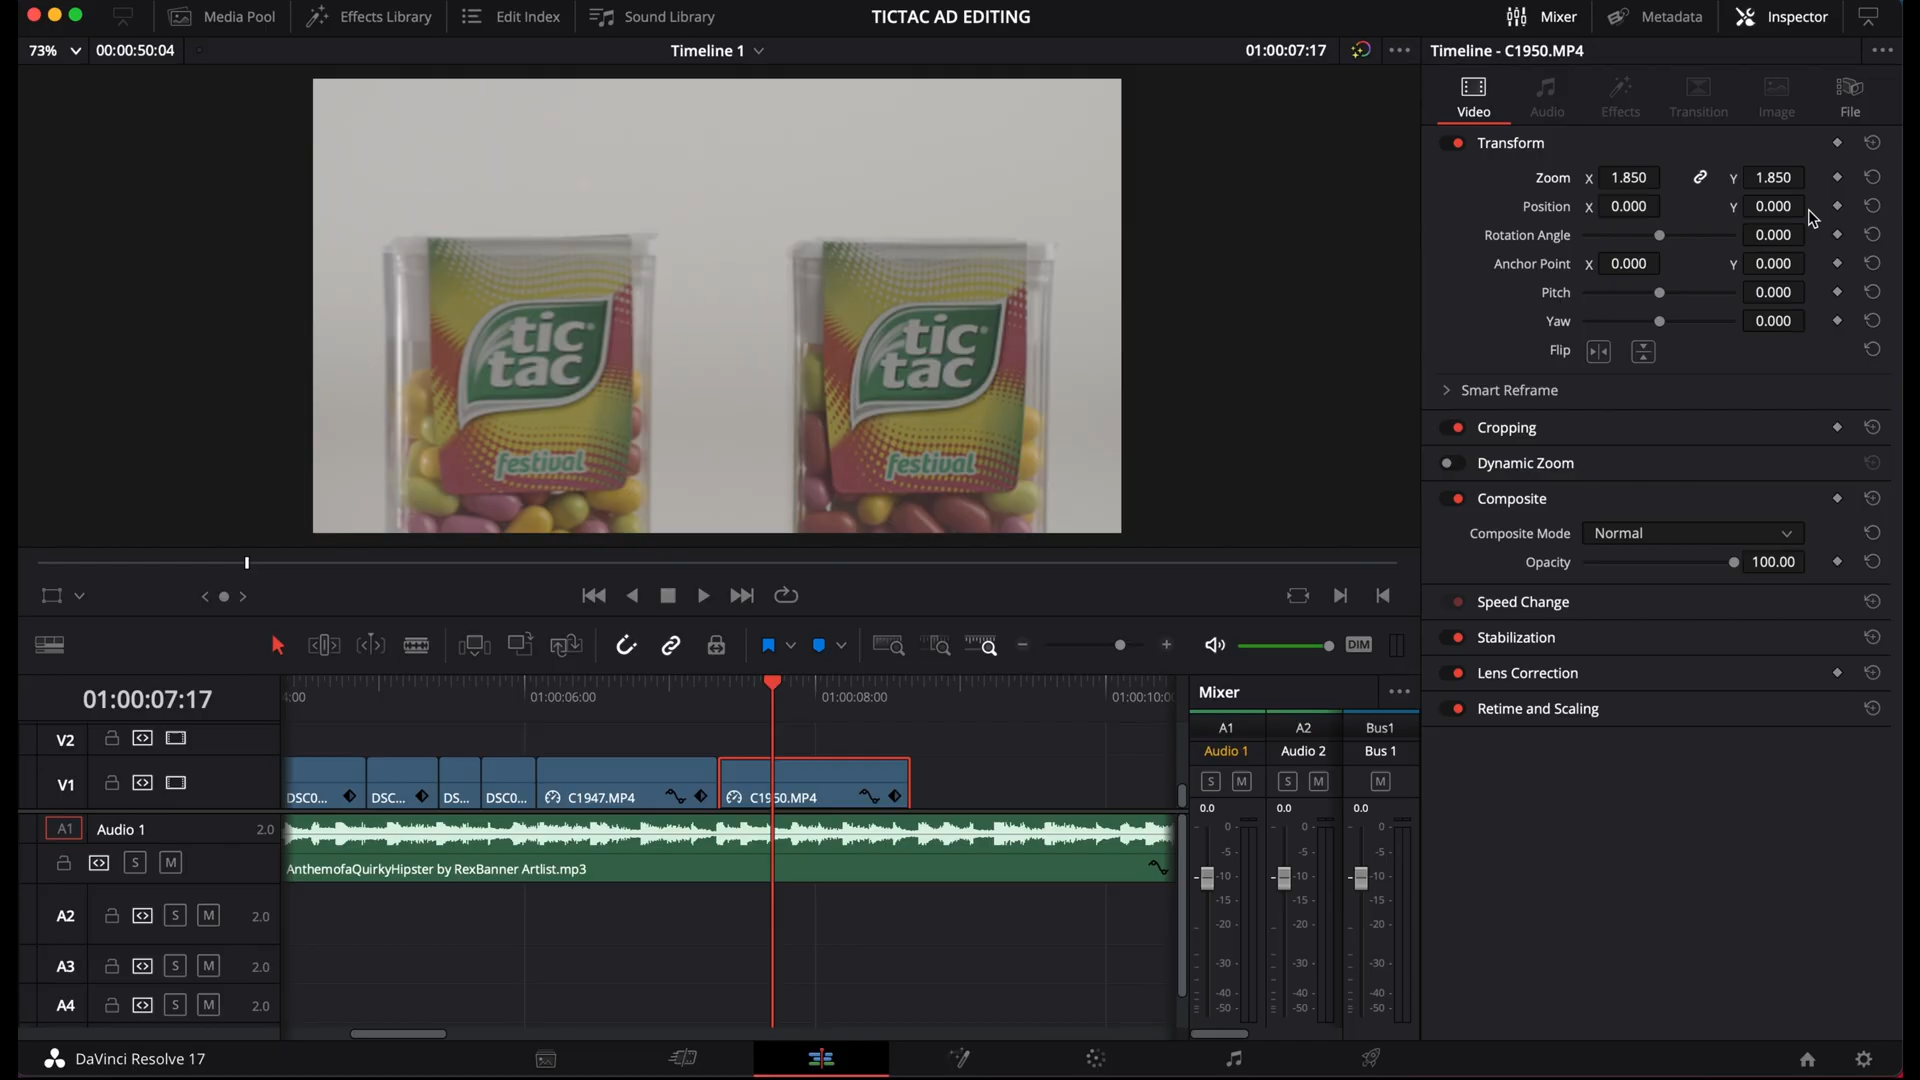 Media Pool
Effects Library
Edit Index
Sound Library
TICTAC AD EDITING
Mixer
Metadata
Inspector
73%
00:00:50:04
Timeline 1
01:00:07:17
Timeline - C1950.MP4
Video
Audio
Effects
Transition
Image
File
tic tac
festival
tic tac
festival
Transform
Zoom X 1.850 Y 1.850
Position X 0.000 Y 0.000
Rotation Angle 0.000
Anchor Point X 0.000 Y 0.000
Pitch 0.000
Yaw 0.000
Flip
Smart Reframe
Cropping
Dynamic Zoom
Composite
Composite Mode Normal
Opacity 100.00
Speed Change
Stabilization
Lens Correction
Retime and Scaling
DIM
01:00:07:17
4:00
01:00:06:00
01:00:08:00
01:00:10:0
V2
V1
DSC0...
DSC...
DS...
DSC0...
C1947.MP4
C1950.MP4
A1 Audio 1 2.0
S M
AnthemofaQuirkyHipster by RexBanner Artlist.mp3
A2 S M 2.0
A3 S M 2.0
A4 S M 2.0
Mixer
A1 A2 Bus1
Audio 1 Audio 2 Bus 1
S M S M M
0.0 0.0 0.0
0- 0- 0-
-5- -5- -5-
-10- -10- -10-
-15- -15- -15-
-20- -20- -20-
-30- -30- -30-
-40- -40- -40-
-50- -50- -50-
DaVinci Resolve 17